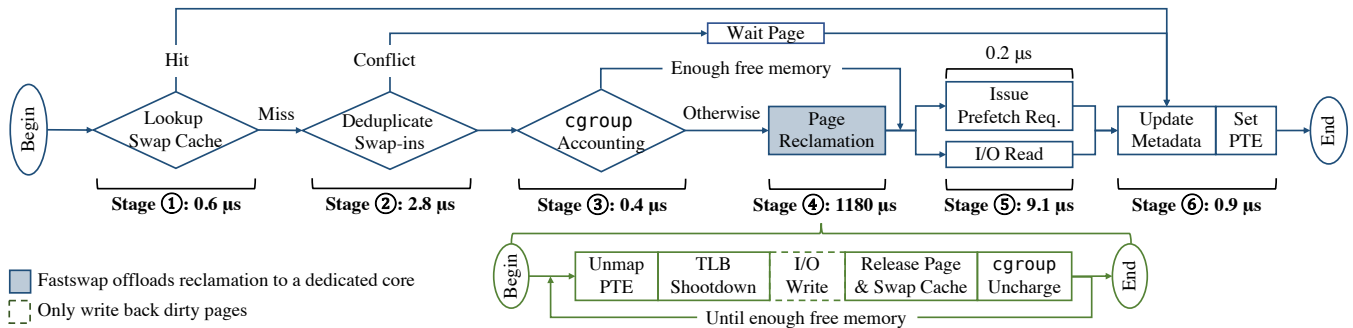 Wait Page
Hit
Conflict
Enough free memory
0.2 μs
Begin
Lookup
Swap Cache
Miss
Deduplicate
Swap-ins
cgroup
Accounting
Otherwise
Page
Reclamation
Issue
Prefetch Req.
I/O Read
Update
Metadata
Set
PTE
End
Stage ①: 0.6 μs
Stage ②: 2.8 μs
Stage ③: 0.4 μs
Stage ④: 1180 μs
Stage ⑤: 9.1 μs
Stage ⑥: 0.9 μs
Begin
Unmap
PTE
TLB
Shootdown
I/O
Write
Release Page
& Swap Cache
cgroup
Uncharge
End
Until enough free memory
Fastswap offloads reclamation to a dedicated core
Only write back dirty pages